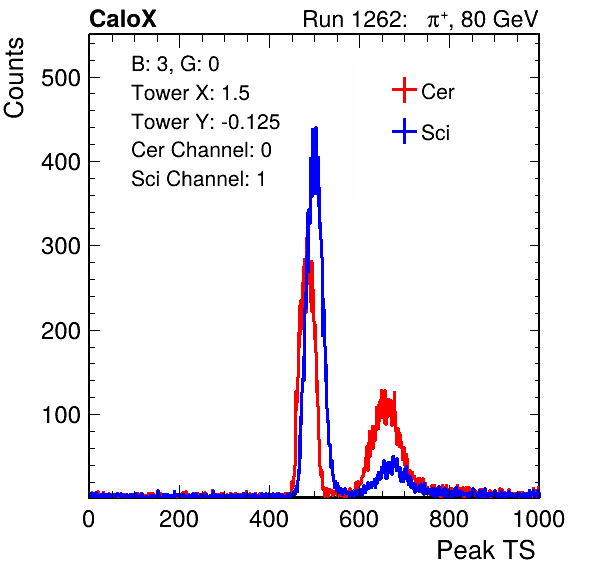 CaloX Run 1262: π⁺, 80 GeV
Counts
B: 3, G: 0
Tower X: 1.5
Tower Y: -0.125
Cer Channel: 0
Sci Channel: 1
Cer
Sci
500
400
300
200
100
0 200 400 600 800 1000
Peak TS